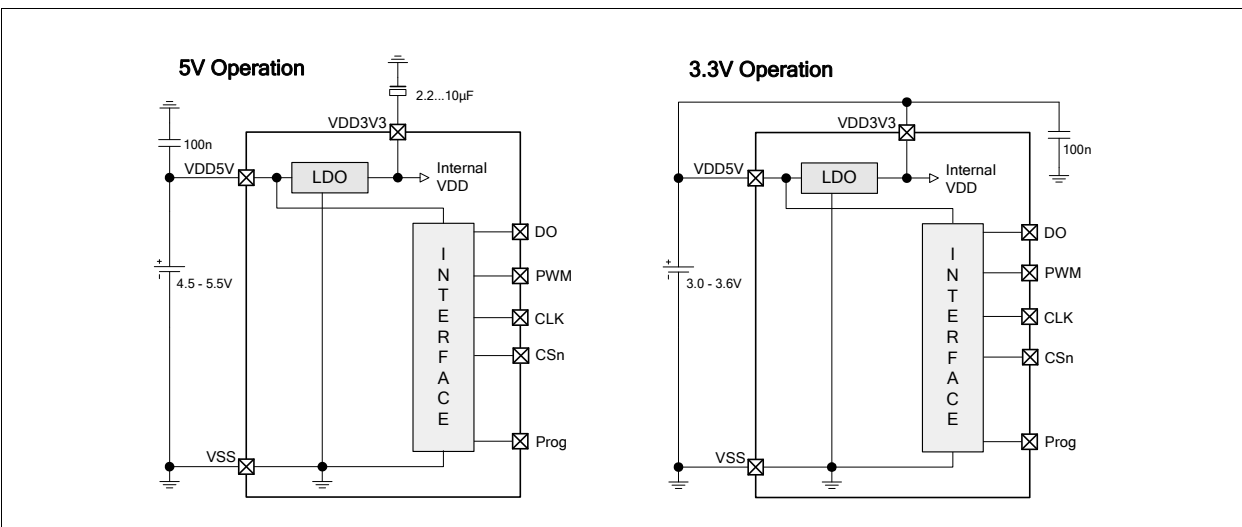 5V Operation
2.2...10µF
VDD3V3
100n
VDD5V
LDO
Internal
VDD
INTERFACE
DO
PWM
CLK
CSn
Prog
+
-
4.5 - 5.5V
VSS
3.3V Operation
VDD3V3
100n
VDD5V
LDO
Internal
VDD
INTERFACE
DO
PWM
CLK
CSn
Prog
+
-
3.0 - 3.6V
VSS